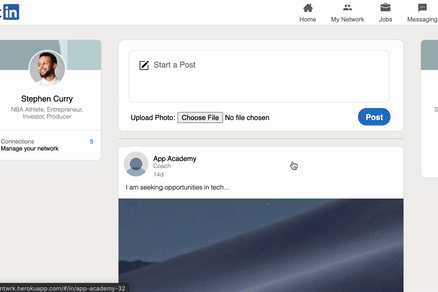 in
Home
My Network
Jobs
Messaging
Stephen Curry
NBA Athlete, Entrepreneur,
Investor, Producer
Connections 5
Manage your network
Start a Post
Upload Photo: Choose File No file chosen
Post
App Academy
Coach
14d
I am seeking opportunities in tech...
S
ntwrk.herokuapp.com/#/in/app-academy-32